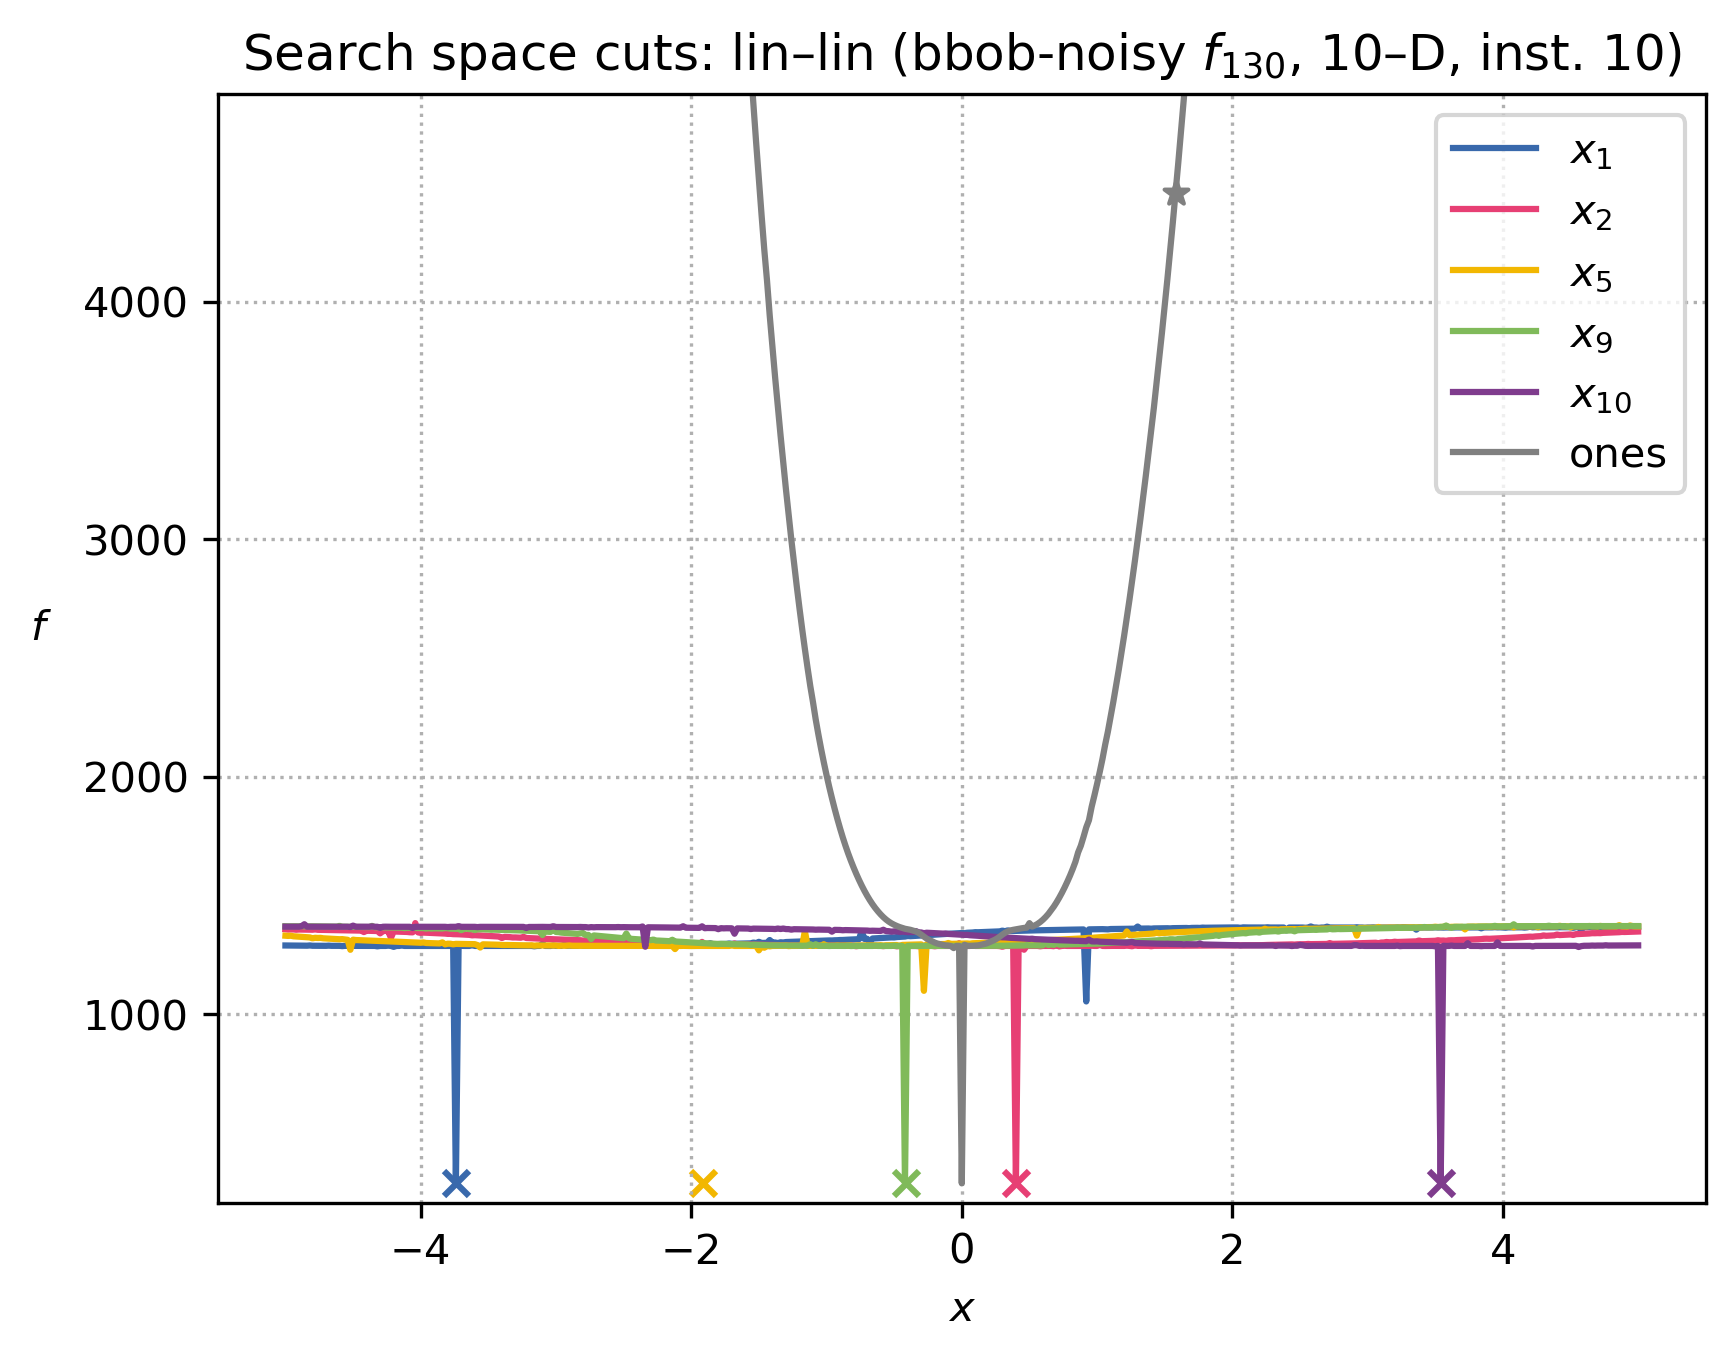 Search space cuts: lin–lin (bbob-noisy f₁₃₀, 10–D, inst. 10)
x₁
x₂
x₅
x₉
x₁₀
ones
4000
3000
2000
1000
f
−4
−2
0
2
4
x